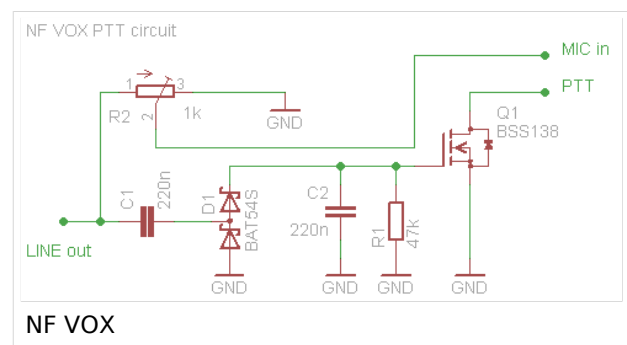 NF VOX PTT circuit
MIC in
PTT
1
3
R2
2
1k
GND
Q1
BSS138
C1
220n
D1
BAT54S
C2
220n
R1
47k
LINE out
GND
GND
GND
GND
NF VOX